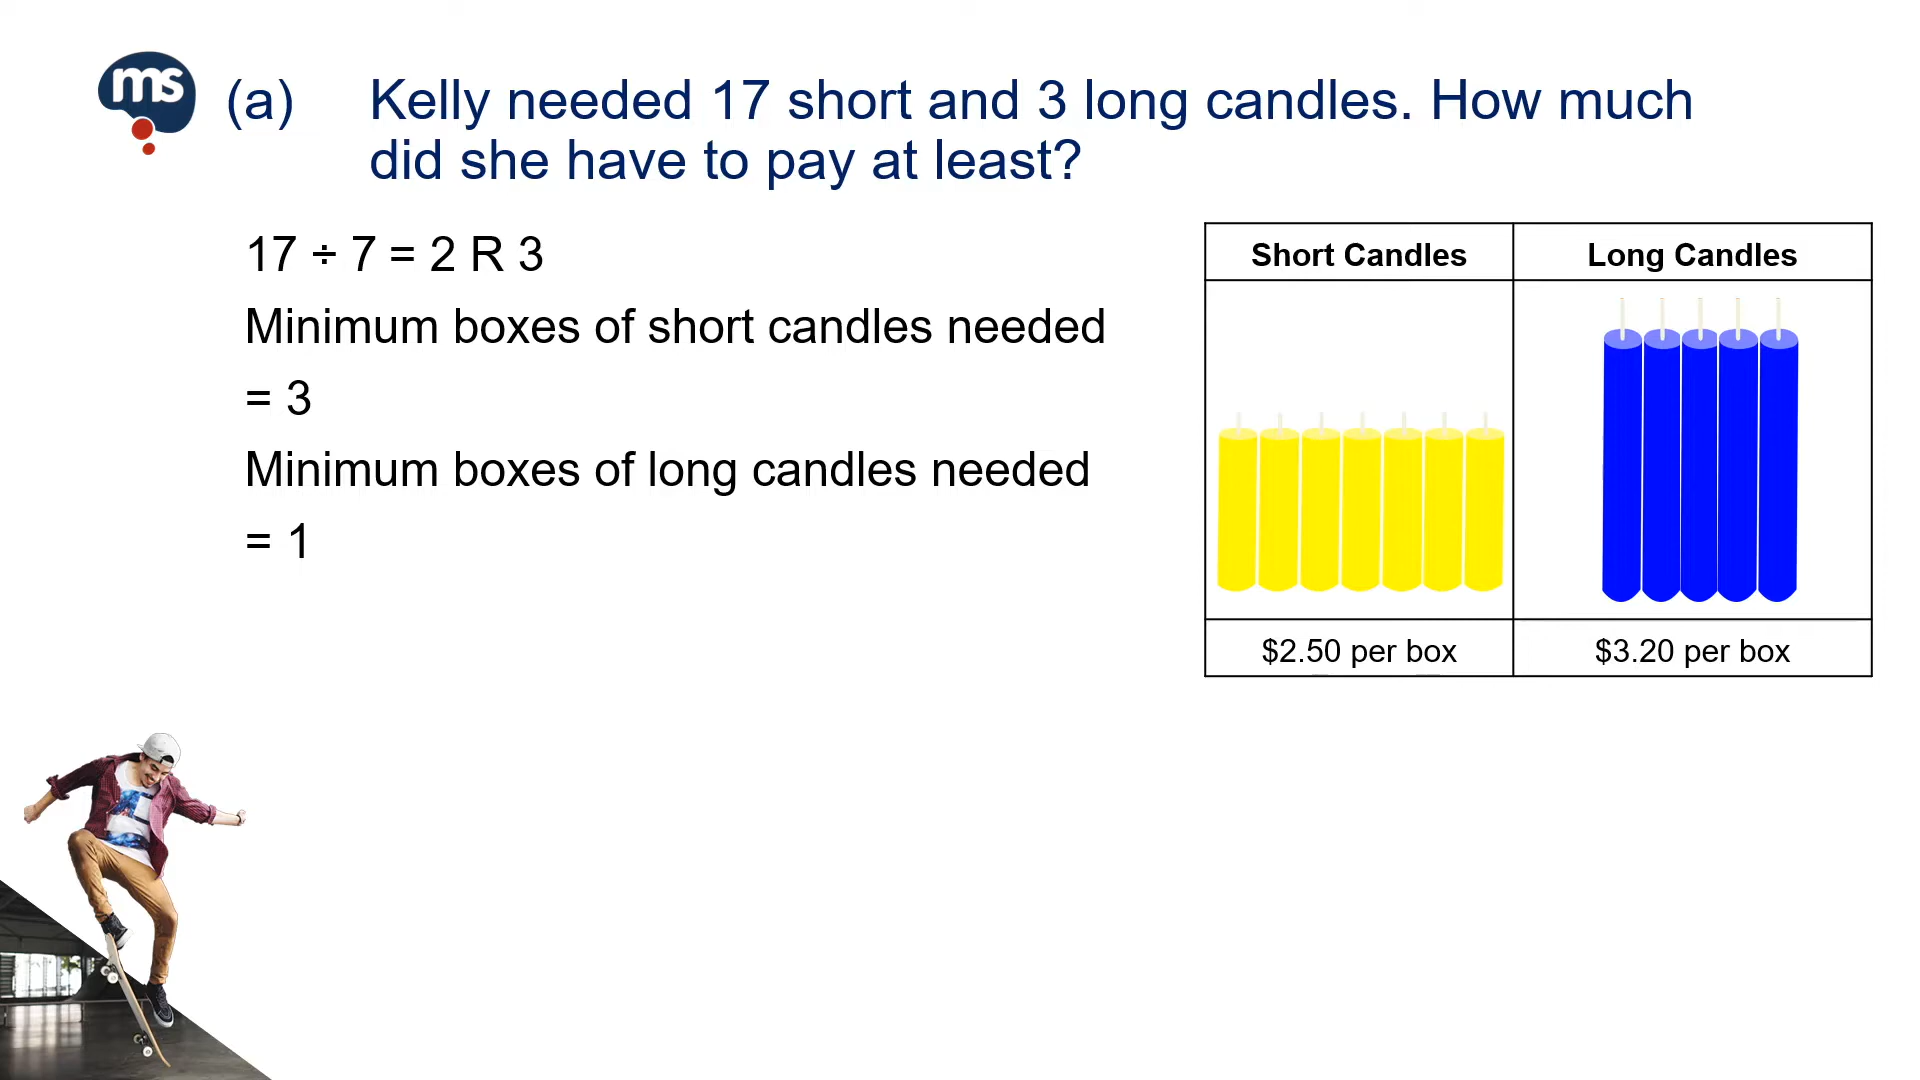 ms
(a) Kelly needed 17 short and 3 long candles. How much
did she have to pay at least?
17 ÷ 7 = 2 R 3
Minimum boxes of short candles needed
= 3
Minimum boxes of long candles needed
= 1
Short Candles Long Candles
$2.50 per box $3.20 per box